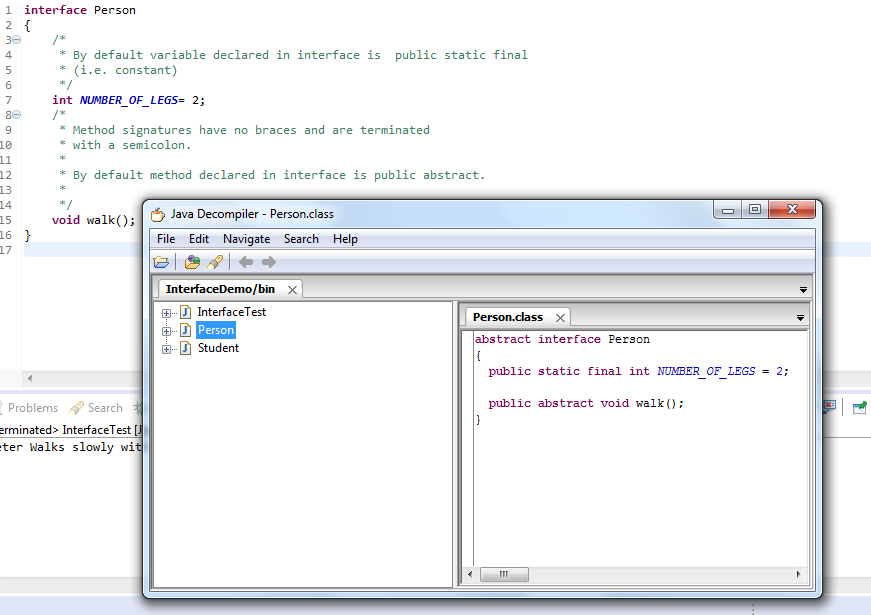 1 interface Person
2 {
3 /*
4 * By default variable declared in interface is  public static final
5 * (i.e. constant)
6 */
7 int NUMBER_OF_LEGS= 2;
8 /*
9 * Method signatures have no braces and are terminated
10 * with a semicolon.
11 *
12 * By default method declared in interface is public abstract.
13 *
14 */
15 void walk();
16 }
17
Java Decompiler - Person.class
File Edit Navigate Search Help
InterfaceDemo/bin
InterfaceTest
Person
Student
Person.class
abstract interface Person
{
public static final int NUMBER_OF_LEGS = 2;
public abstract void walk();
}
Problems Search
erminated> InterfaceTest [J
eter Walks slowly wit